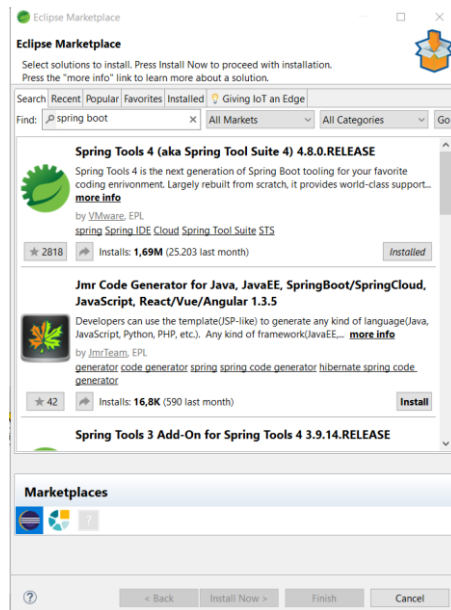 Eclipse Marketplace
Eclipse Marketplace
Select solutions to install. Press Install Now to proceed with installation.
Press the "more info" link to learn more about a solution.
Search Recent Popular Favorites Installed Giving IoT an Edge
Find: spring boot All Markets All Categories Go
Spring Tools 4 (aka Spring Tool Suite 4) 4.8.0.RELEASE
Spring Tools 4 is the next generation of Spring Boot tooling for your favorite
coding enrivonment. Largely rebuilt from scratch, it provides world-class support...
more info
by VMware, EPL
spring Spring IDE Cloud Spring Tool Suite STS
2818 Installs: 1,69M (25.203 last month) Installed
Jmr Code Generator for Java, JavaEE, SpringBoot/SpringCloud,
JavaScript, React/Vue/Angular 1.3.5
Developers can use the template(JSP-like) to generate any kind of language(Java,
JavaScript, Python, PHP, etc.). Any kind of framework(JavaEE,... more info
by JmrTeam, EPL
generator code generator spring spring code generator hibernate spring code
generator
42 Installs: 16,8K (590 last month) Install
Spring Tools 3 Add-On for Spring Tools 4 3.9.14.RELEASE
Marketplaces
?
? < Back Install Now > Finish Cancel